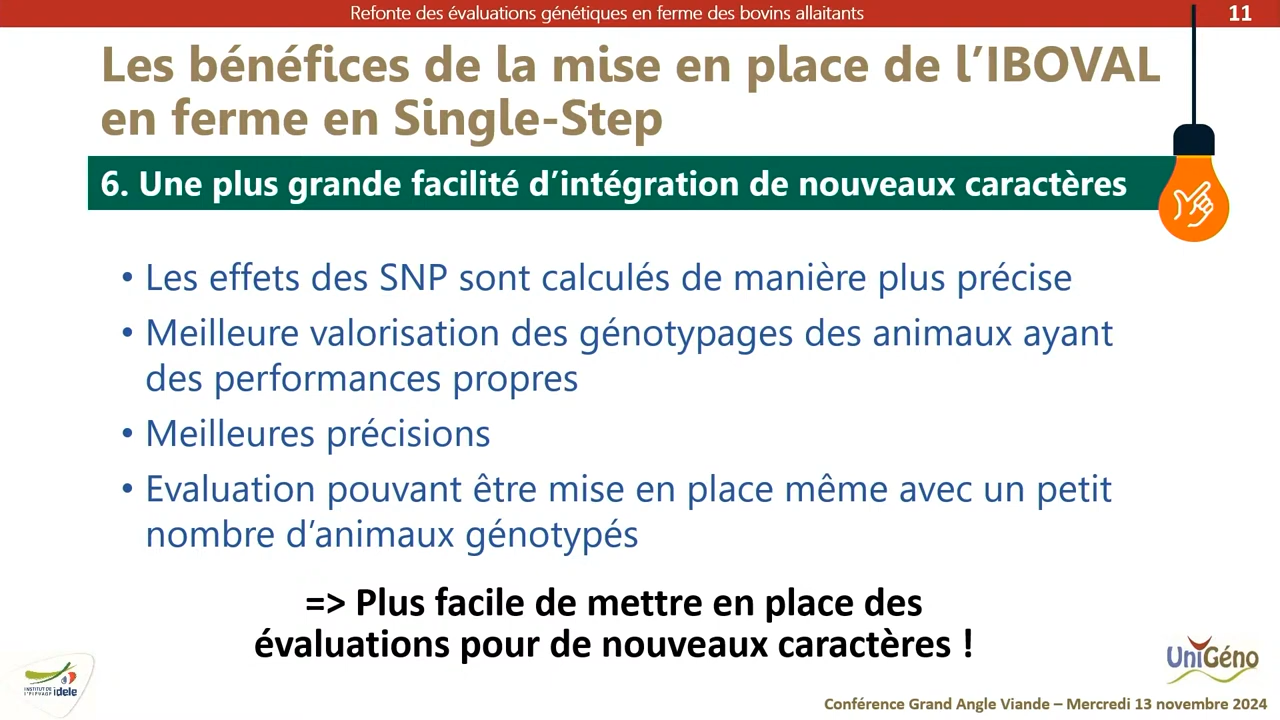 Refonte des évaluations génétiques en ferme des bovins allaitants
11
Les bénéfices de la mise en place de l’IBOVAL
en ferme en Single-Step
6. Une plus grande facilité d’intégration de nouveaux caractères
• Les effets des SNP sont calculés de manière plus précise
• Meilleure valorisation des génotypages des animaux ayant
des performances propres
• Meilleures précisions
• Evaluation pouvant être mise en place même avec un petit
nombre d’animaux génotypés
=> Plus facile de mettre en place des
évaluations pour de nouveaux caractères !
INSTITUT DE
L'ELEVAGE idele
UniGéno
Conférence Grand Angle Viande – Mercredi 13 novembre 2024